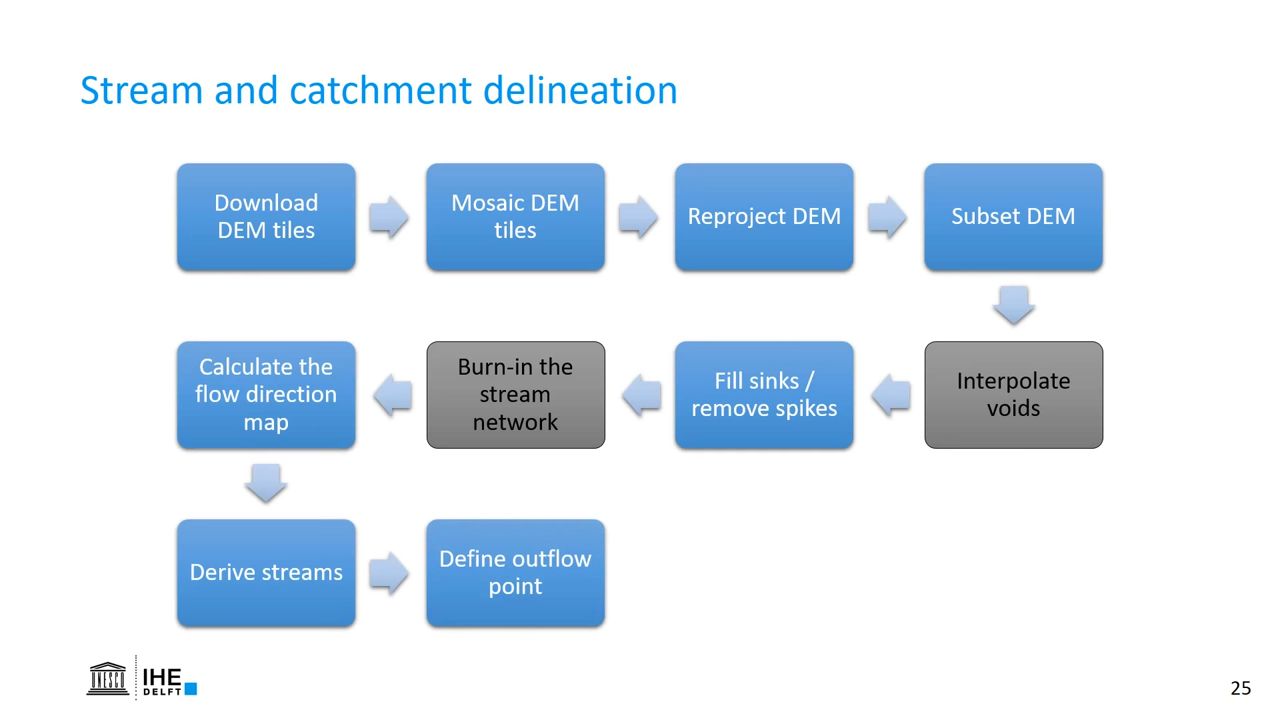 Stream and catchment delineation
Download
DEM tiles
Mosaic DEM
tiles
Reproject DEM
Subset DEM
Interpolate
voids
Fill sinks /
remove spikes
Burn-in the
stream
network
Calculate the
flow direction
map
Derive streams
Define outflow
point
UNESCO
IHE
DELFT
25